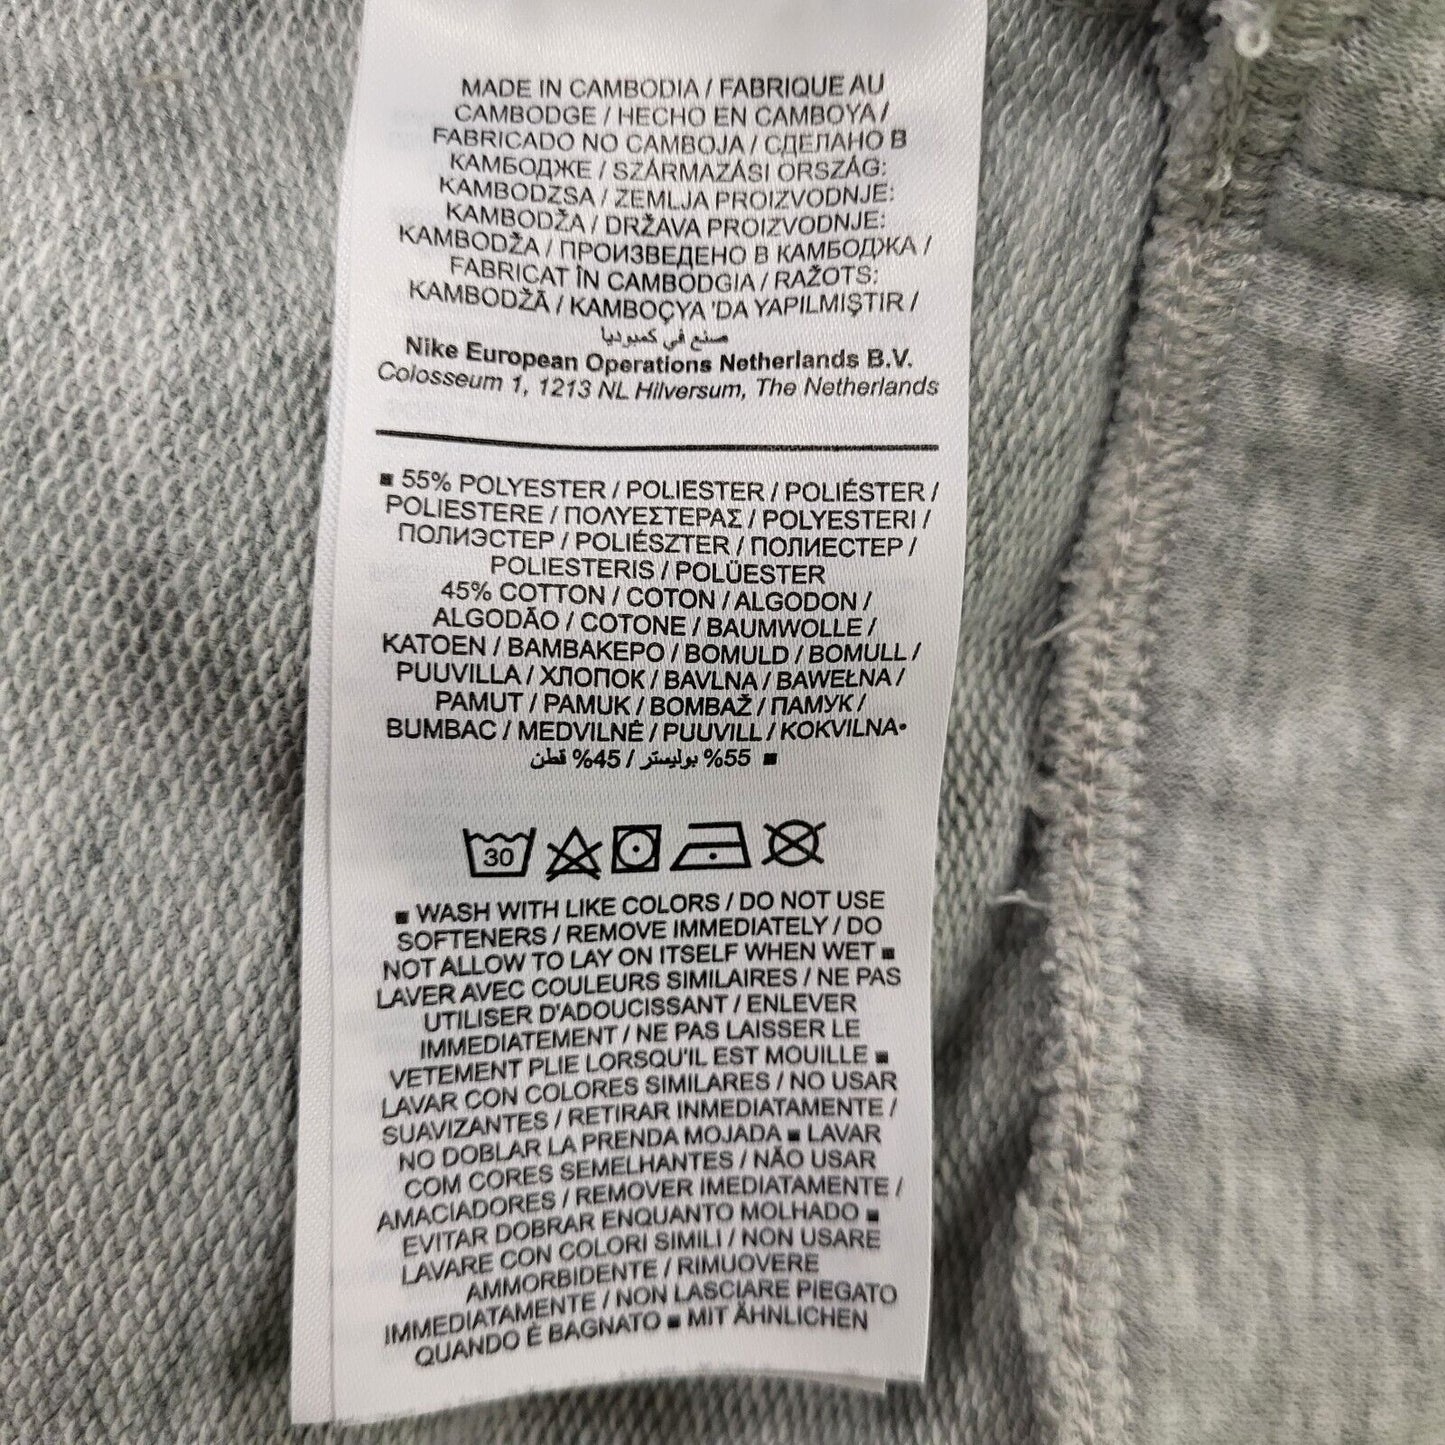 MADE IN CAMBODIA / FABRIQUE AU
CAMBODGE / HECHO EN CAMBOYA /
FABRICADO NO CAMBOJA / СДЕЛАНО В
КАМБОДЖЕ / SZÁRMAZÁSI ORSZÁG:
KAMBODZSA / ZEMLJA PROIZVODNJE:
KAMBODŽA / DRŽAVA PROIZVODNJE:
KAMBODŽA / ПРОИЗВЕДЕНО В КАМБОДЖА /
FABRICAT ÎN CAMBODGIA / RAŽOTS:
KAMBODŽĀ / KAMBOÇYA 'DA YAPILMIŞTIR /
صنع في كمبوديا
Nike European Operations Netherlands B.V.
Colosseum 1, 1213 NL Hilversum, The Netherlands
■ 55% POLYESTER / POLIESTER / POLIÉSTER /
POLIESTERE / ΠΟΛΥΕΣΤΕΡΑΣ / POLYESTERI /
ПОЛИЭСТЕР / POLIÉSZTER / ПОЛИЕСТЕР /
POLIESTERIS / POLÜESTER
45% COTTON / COTON / ALGODON /
ALGODÃO / COTONE / BAUMWOLLE /
KATOEN / ΒΑΜΒΑΚΕΡΟ / BOMULD / BOMULL /
PUUVILLA / ХЛОПОК / BAVLNA / BAWEŁNA /
PAMUT / PAMUK / BOMBAŽ / ПАМУК /
BUMBAC / MEDVILNĖ / PUUVILL / KOKVILNA•
■ 55% بوليستر / 45% قطن
30
■ WASH WITH LIKE COLORS / DO NOT USE
SOFTENERS / REMOVE IMMEDIATELY / DO
NOT ALLOW TO LAY ON ITSELF WHEN WET ■
LAVER AVEC COULEURS SIMILAIRES / NE PAS
UTILISER D'ADOUCISSANT / ENLEVER
IMMEDIATEMENT / NE PAS LAISSER LE
VETEMENT PLIE LORSQU'IL EST MOUILLE ■
LAVAR CON COLORES SIMILARES / NO USAR
SUAVIZANTES / RETIRAR INMEDIATAMENTE /
NO DOBLAR LA PRENDA MOJADA ■ LAVAR
COM CORES SEMELHANTES / NÃO USAR
AMACIADORES / REMOVER IMEDIATAMENTE /
EVITAR DOBRAR ENQUANTO MOLHADO ■
LAVARE CON COLORI SIMILI / NON USARE
AMMORBIDENTE / RIMUOVERE
IMMEDIATAMENTE / NON LASCIARE PIEGATO
QUANDO È BAGNATO ■ MIT ÄHNLICHEN